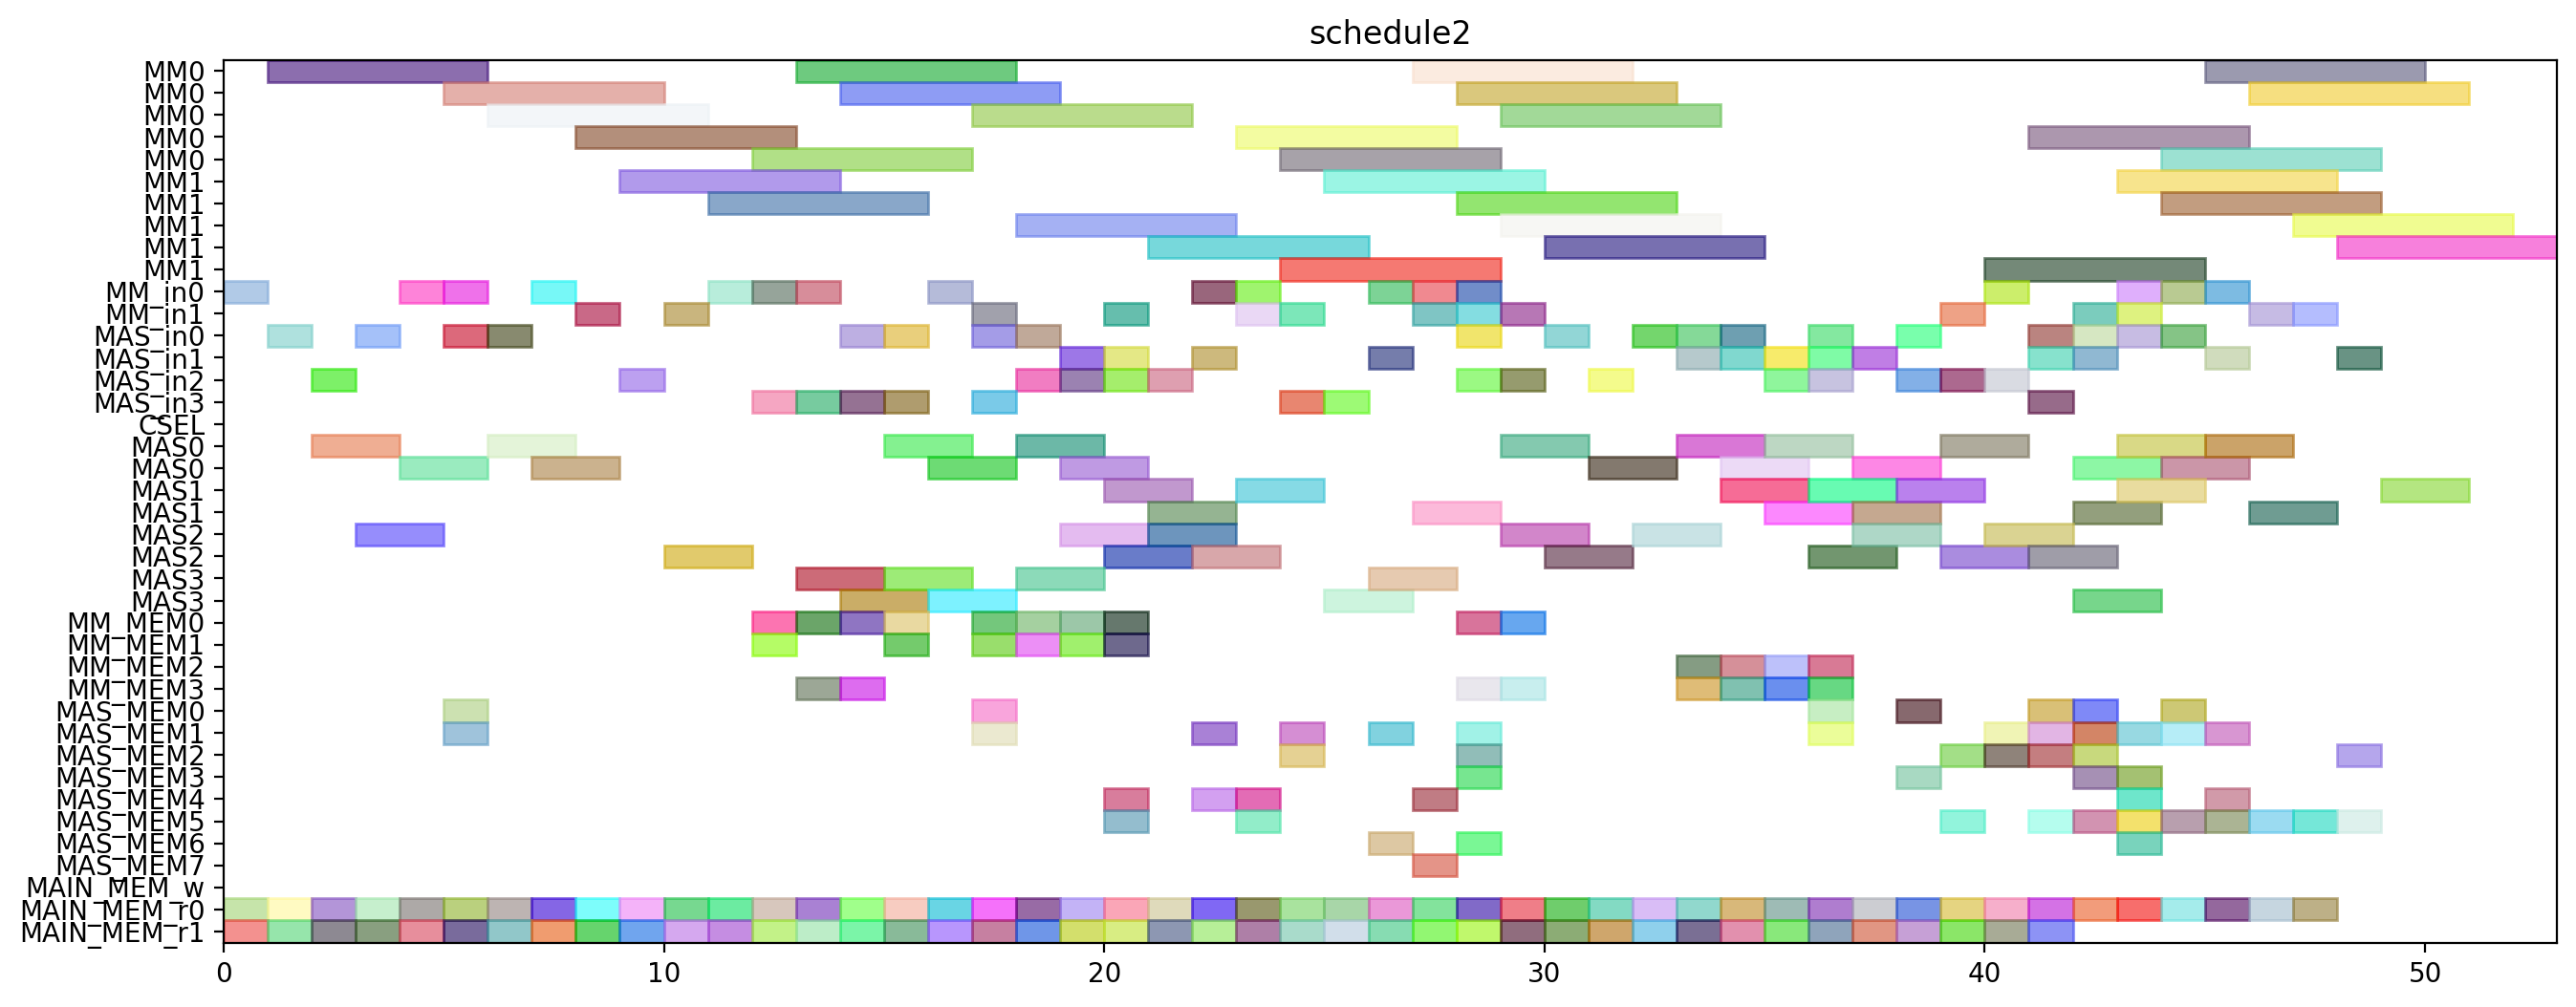 schedule2
MM0
MM0
MM0
MM0
MM0
MM1
MM1
MM1
MM1
MM1
MM_in0
MM_in1
MAS_in0
MAS_in1
MAS_in2
MAS_in3
CSEL
MAS0
MAS0
MAS1
MAS1
MAS2
MAS2
MAS3
MAS3
MM_MEM0
MM_MEM1
MM_MEM2
MM_MEM3
MAS_MEM0
MAS_MEM1
MAS_MEM2
MAS_MEM3
MAS_MEM4
MAS_MEM5
MAS_MEM6
MAS_MEM7
MAIN_MEM_w
MAIN_MEM_r0
MAIN_MEM_r1
0 10 20 30 40 50